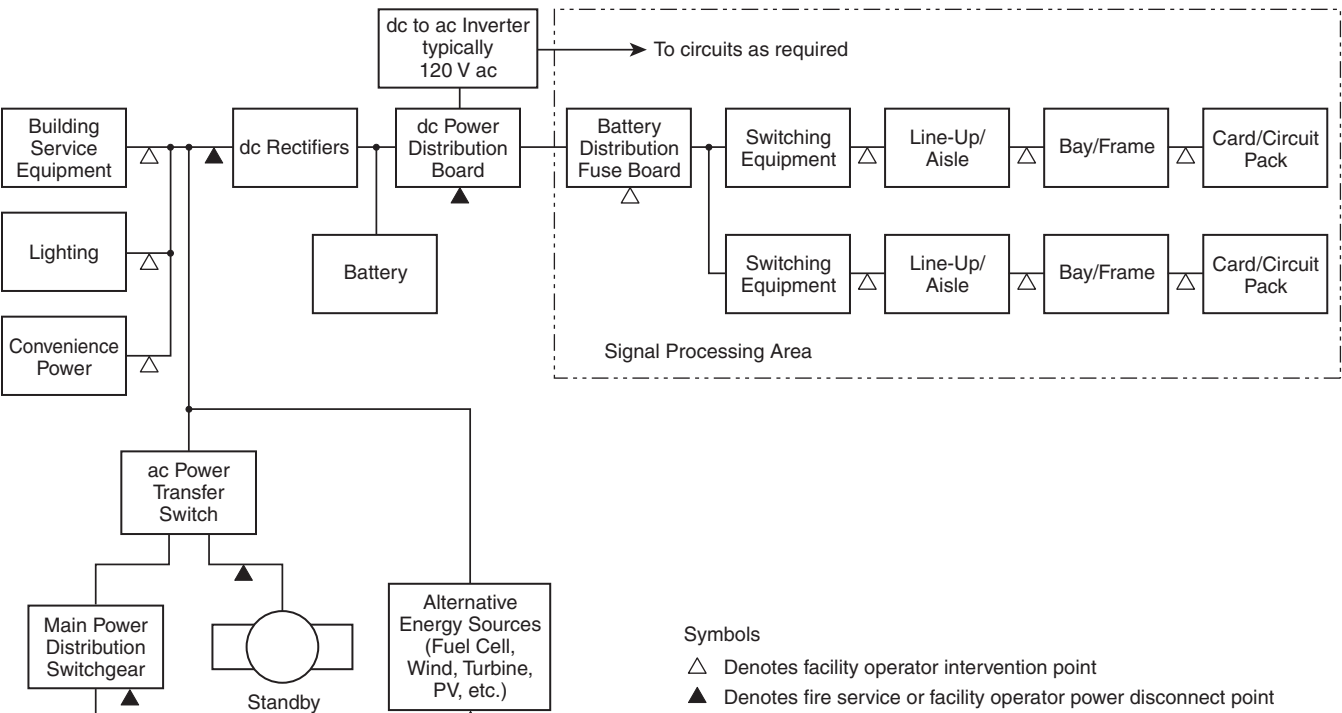 dc to ac Inverter
typically
120 V ac
To circuits as required
Building
Service
Equipment
dc Rectifiers
dc Power
Distribution
Board
Battery
Distribution
Fuse Board
Switching
Equipment
Line-Up/
Aisle
Bay/Frame
Card/Circuit
Pack
Lighting
Battery
Switching
Equipment
Line-Up/
Aisle
Bay/Frame
Card/Circuit
Pack
Convenience
Power
Signal Processing Area
ac Power
Transfer
Switch
Main Power
Distribution
Switchgear
Standby
Alternative
Energy Sources
(Fuel Cell,
Wind, Turbine,
PV, etc.)
Symbols
Denotes facility operator intervention point
Denotes fire service or facility operator power disconnect point